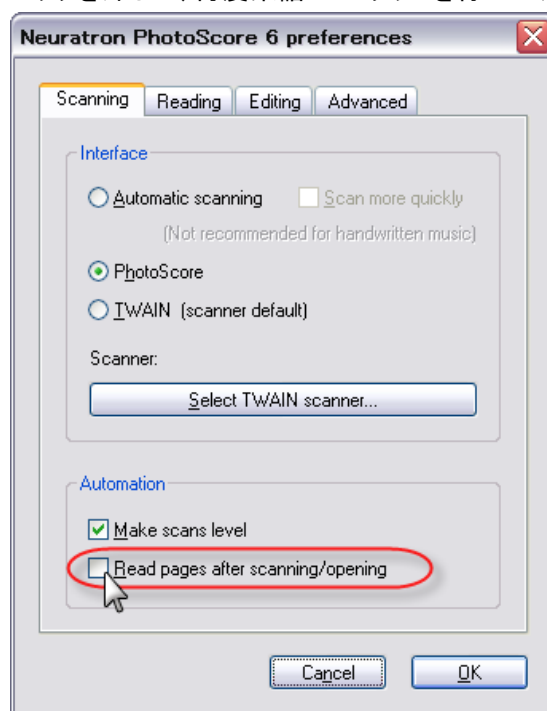 Neuratron PhotoScore 6 preferences
Scanning Reading Editing Advanced
Interface
Automatic scanning Scan more quickly
(Not recommended for handwritten music)
PhotoScore
TWAIN (scanner default)
Scanner:
Select TWAIN scanner...
Automation
Make scans level
Read pages after scanning/opening
Cancel OK